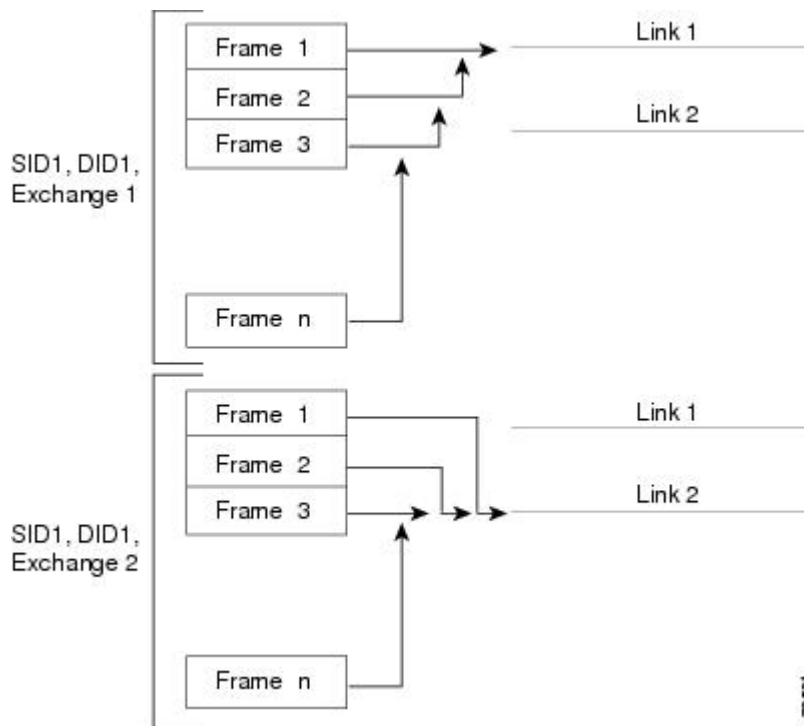 Frame 1
Link 1
Frame 2
Link 2
Frame 3
SID1, DID1,
Exchange 1
Frame n
Frame 1
Link 1
Frame 2
Link 2
Frame 3
SID1, DID1,
Exchange 2
Frame n